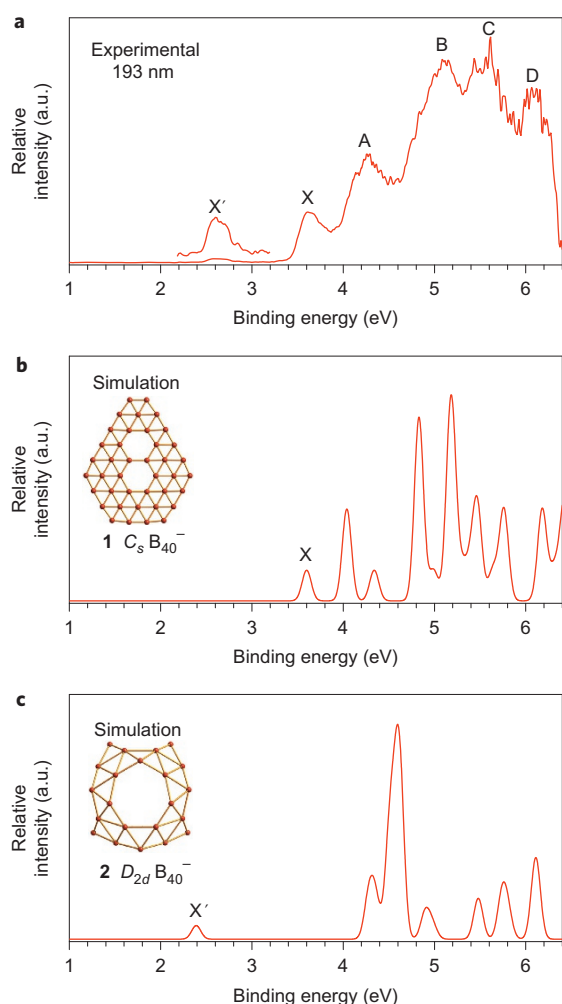 a
Experimental
193 nm
X′
X
A
B
C
D
Relative
intensity (a.u.)
1 2 3 4 5 6
Binding energy (eV)
b
Simulation
1 Cs B40−
X
Relative
intensity (a.u.)
1 2 3 4 5 6
Binding energy (eV)
c
Simulation
2 D2d B40−
X′
Relative
intensity (a.u.)
1 2 3 4 5 6
Binding energy (eV)